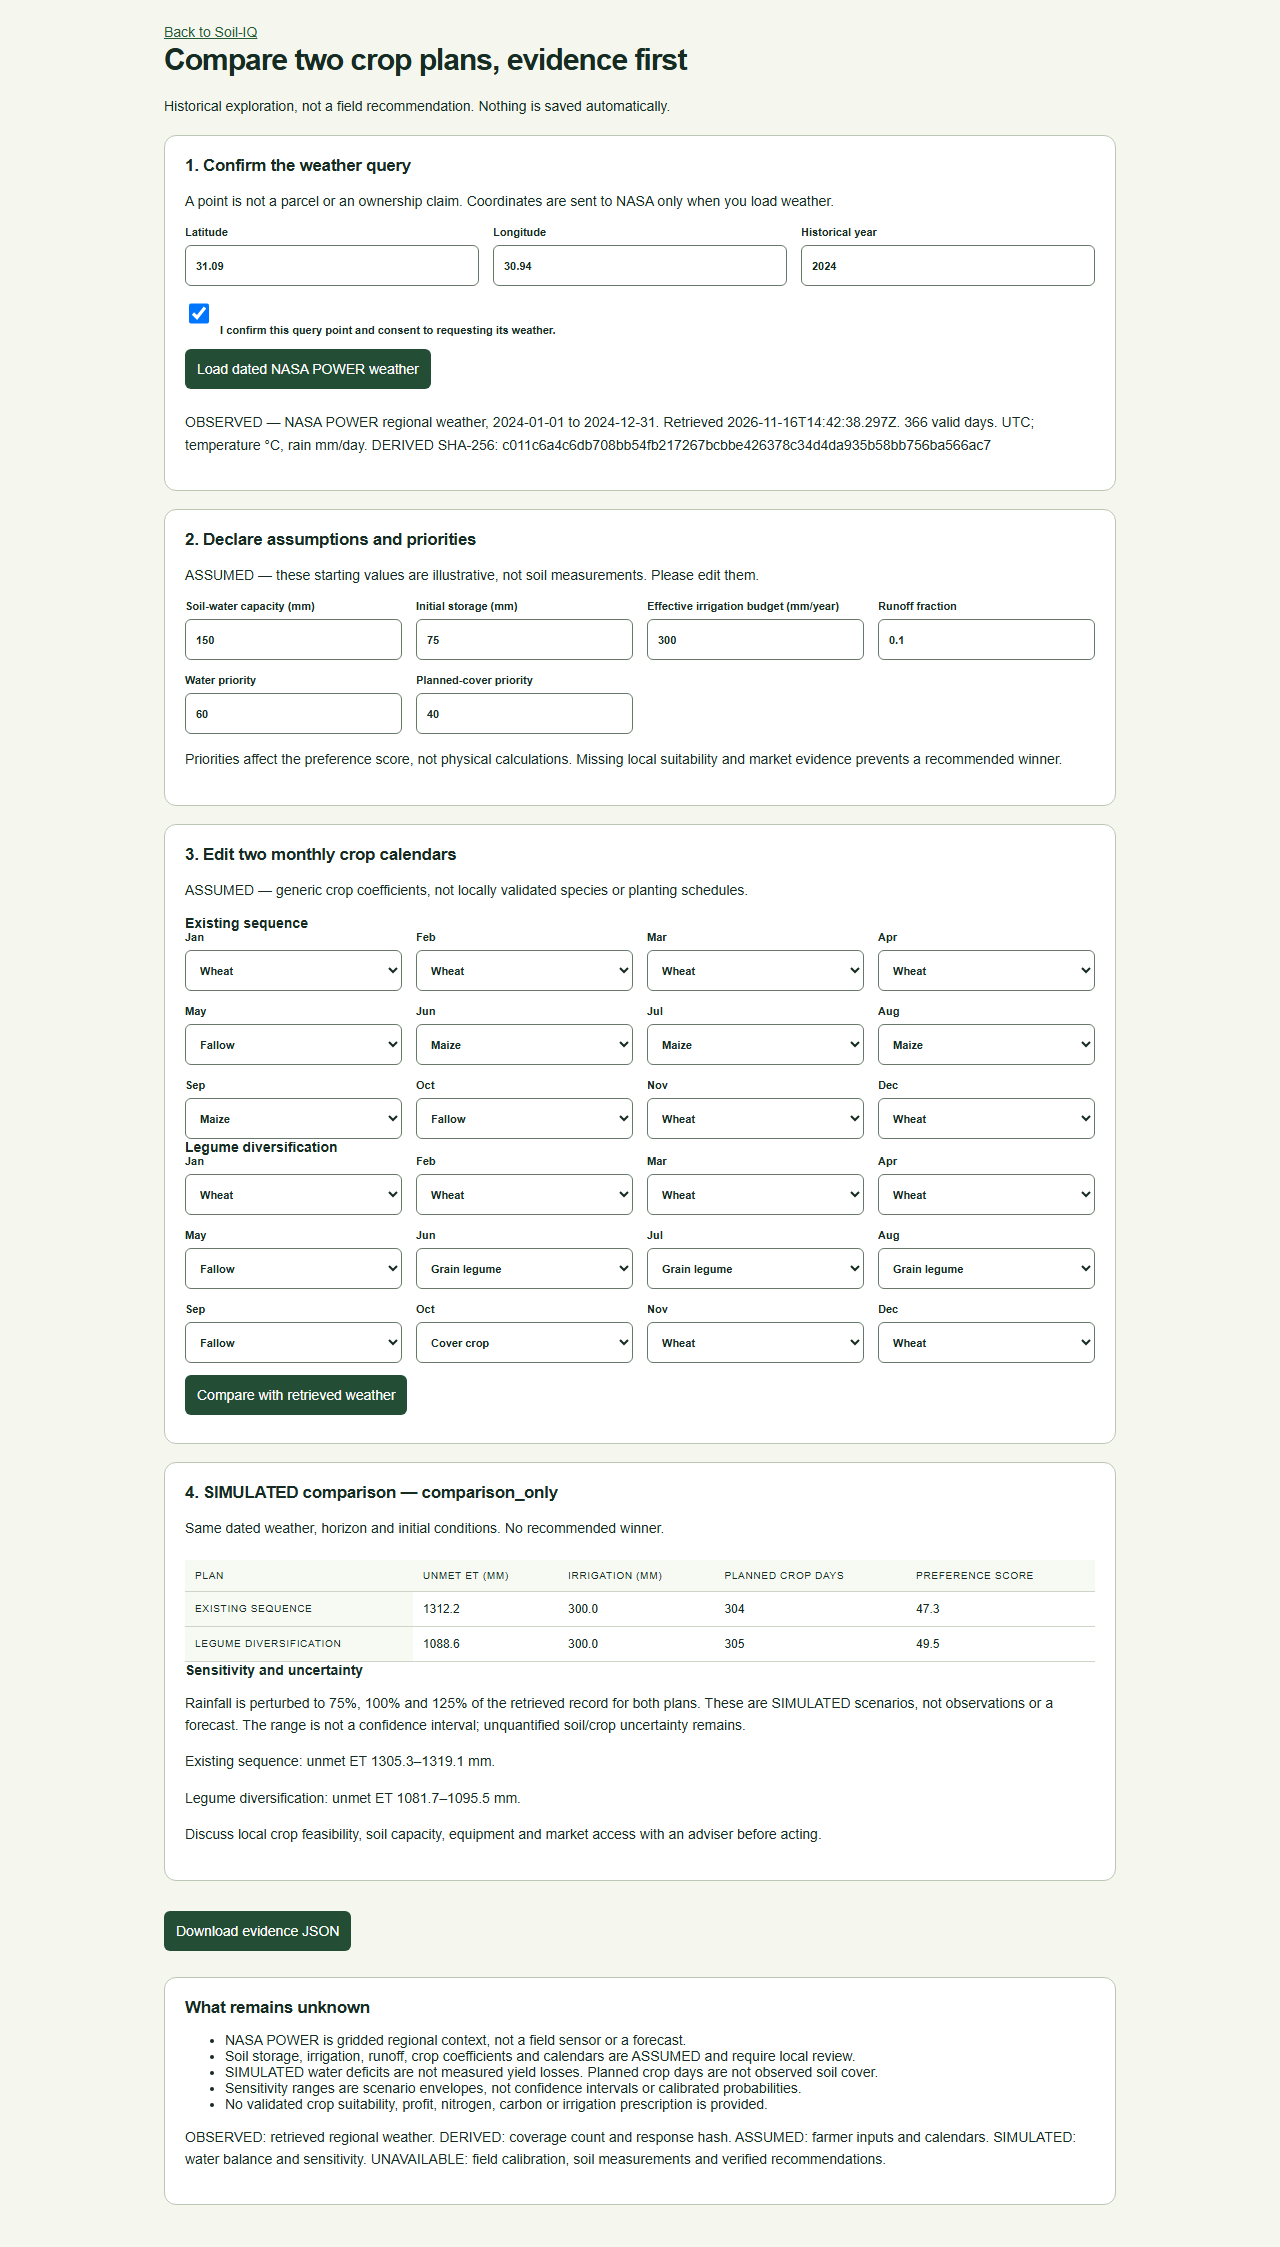 Back to Soil-IQ
Compare two crop plans, evidence first
Historical exploration, not a field recommendation. Nothing is saved automatically.
1. Confirm the weather query
A point is not a parcel or an ownership claim. Coordinates are sent to NASA only when you load weather.
Latitude Longitude Historical year
31.09 30.94 2024
I confirm this query point and consent to requesting its weather.
Load dated NASA POWER weather
OBSERVED — NASA POWER regional weather, 2024-01-01 to 2024-12-31. Retrieved 2026-11-16T14:42:38.297Z. 366 valid days. UTC;
temperature °C, rain mm/day. DERIVED SHA-256: c011c6a4c6db708bb54fb217267bcbbe426378c34d4da935b58bb756ba566ac7
2. Declare assumptions and priorities
ASSUMED — these starting values are illustrative, not soil measurements. Please edit them.
Soil-water capacity (mm) Initial storage (mm) Effective irrigation budget (mm/year) Runoff fraction
150 75 300 0.1
Water priority Planned-cover priority
60 40
Priorities affect the preference score, not physical calculations. Missing local suitability and market evidence prevents a recommended winner.
3. Edit two monthly crop calendars
ASSUMED — generic crop coefficients, not locally validated species or planting schedules.
Existing sequence
Jan Feb Mar Apr
Wheat Wheat Wheat Wheat
May Jun Jul Aug
Fallow Maize Maize Maize
Sep Oct Nov Dec
Maize Fallow Wheat Wheat
Legume diversification
Jan Feb Mar Apr
Wheat Wheat Wheat Wheat
May Jun Jul Aug
Fallow Grain legume Grain legume Grain legume
Sep Oct Nov Dec
Fallow Cover crop Wheat Wheat
Compare with retrieved weather
4. SIMULATED comparison — comparison_only
Same dated weather, horizon and initial conditions. No recommended winner.
PLAN UNMET ET (MM) IRRIGATION (MM) PLANNED CROP DAYS PREFERENCE SCORE
EXISTING SEQUENCE 1312.2 300.0 304 47.3
LEGUME DIVERSIFICATION 1088.6 300.0 305 49.5
Sensitivity and uncertainty
Rainfall is perturbed to 75%, 100% and 125% of the retrieved record for both plans. These are SIMULATED scenarios, not observations or a
forecast. The range is not a confidence interval; unquantified soil/crop uncertainty remains.
Existing sequence: unmet ET 1305.3–1319.1 mm.
Legume diversification: unmet ET 1081.7–1095.5 mm.
Discuss local crop feasibility, soil capacity, equipment and market access with an adviser before acting.
Download evidence JSON
What remains unknown
• NASA POWER is gridded regional context, not a field sensor or a forecast.
• Soil storage, irrigation, runoff, crop coefficients and calendars are ASSUMED and require local review.
• SIMULATED water deficits are not measured yield losses. Planned crop days are not observed soil cover.
• Sensitivity ranges are scenario envelopes, not confidence intervals or calibrated probabilities.
• No validated crop suitability, profit, nitrogen, carbon or irrigation prescription is provided.
OBSERVED: retrieved regional weather. DERIVED: coverage count and response hash. ASSUMED: farmer inputs and calendars. SIMULATED:
water balance and sensitivity. UNAVAILABLE: field calibration, soil measurements and verified recommendations.